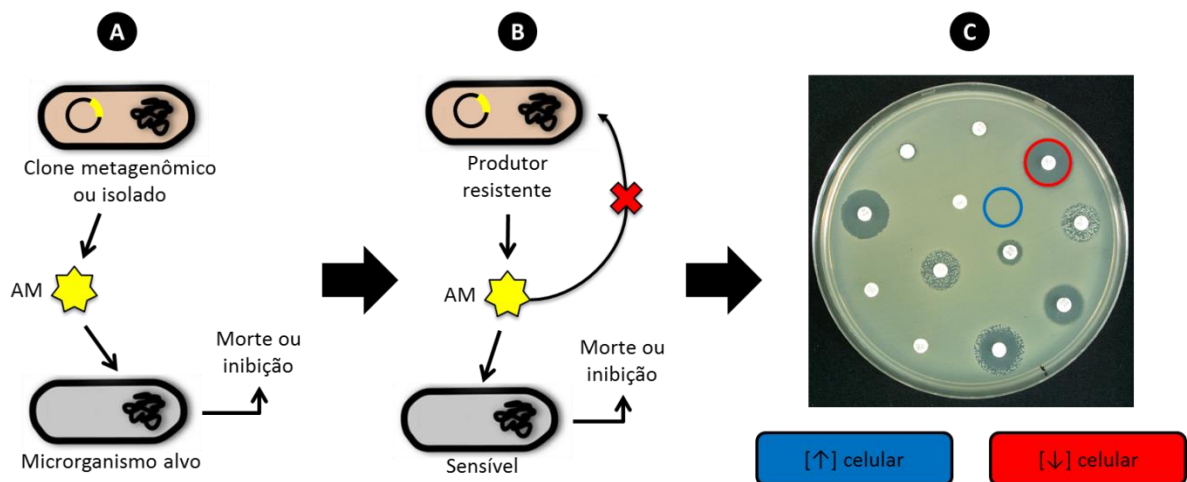 A
Clone metagenômico
ou isolado
AM
Morte ou
inibição
Microrganismo alvo
B
Produtor
resistente
AM
Morte ou
inibição
Sensível
C
[↑] celular
[↓] celular